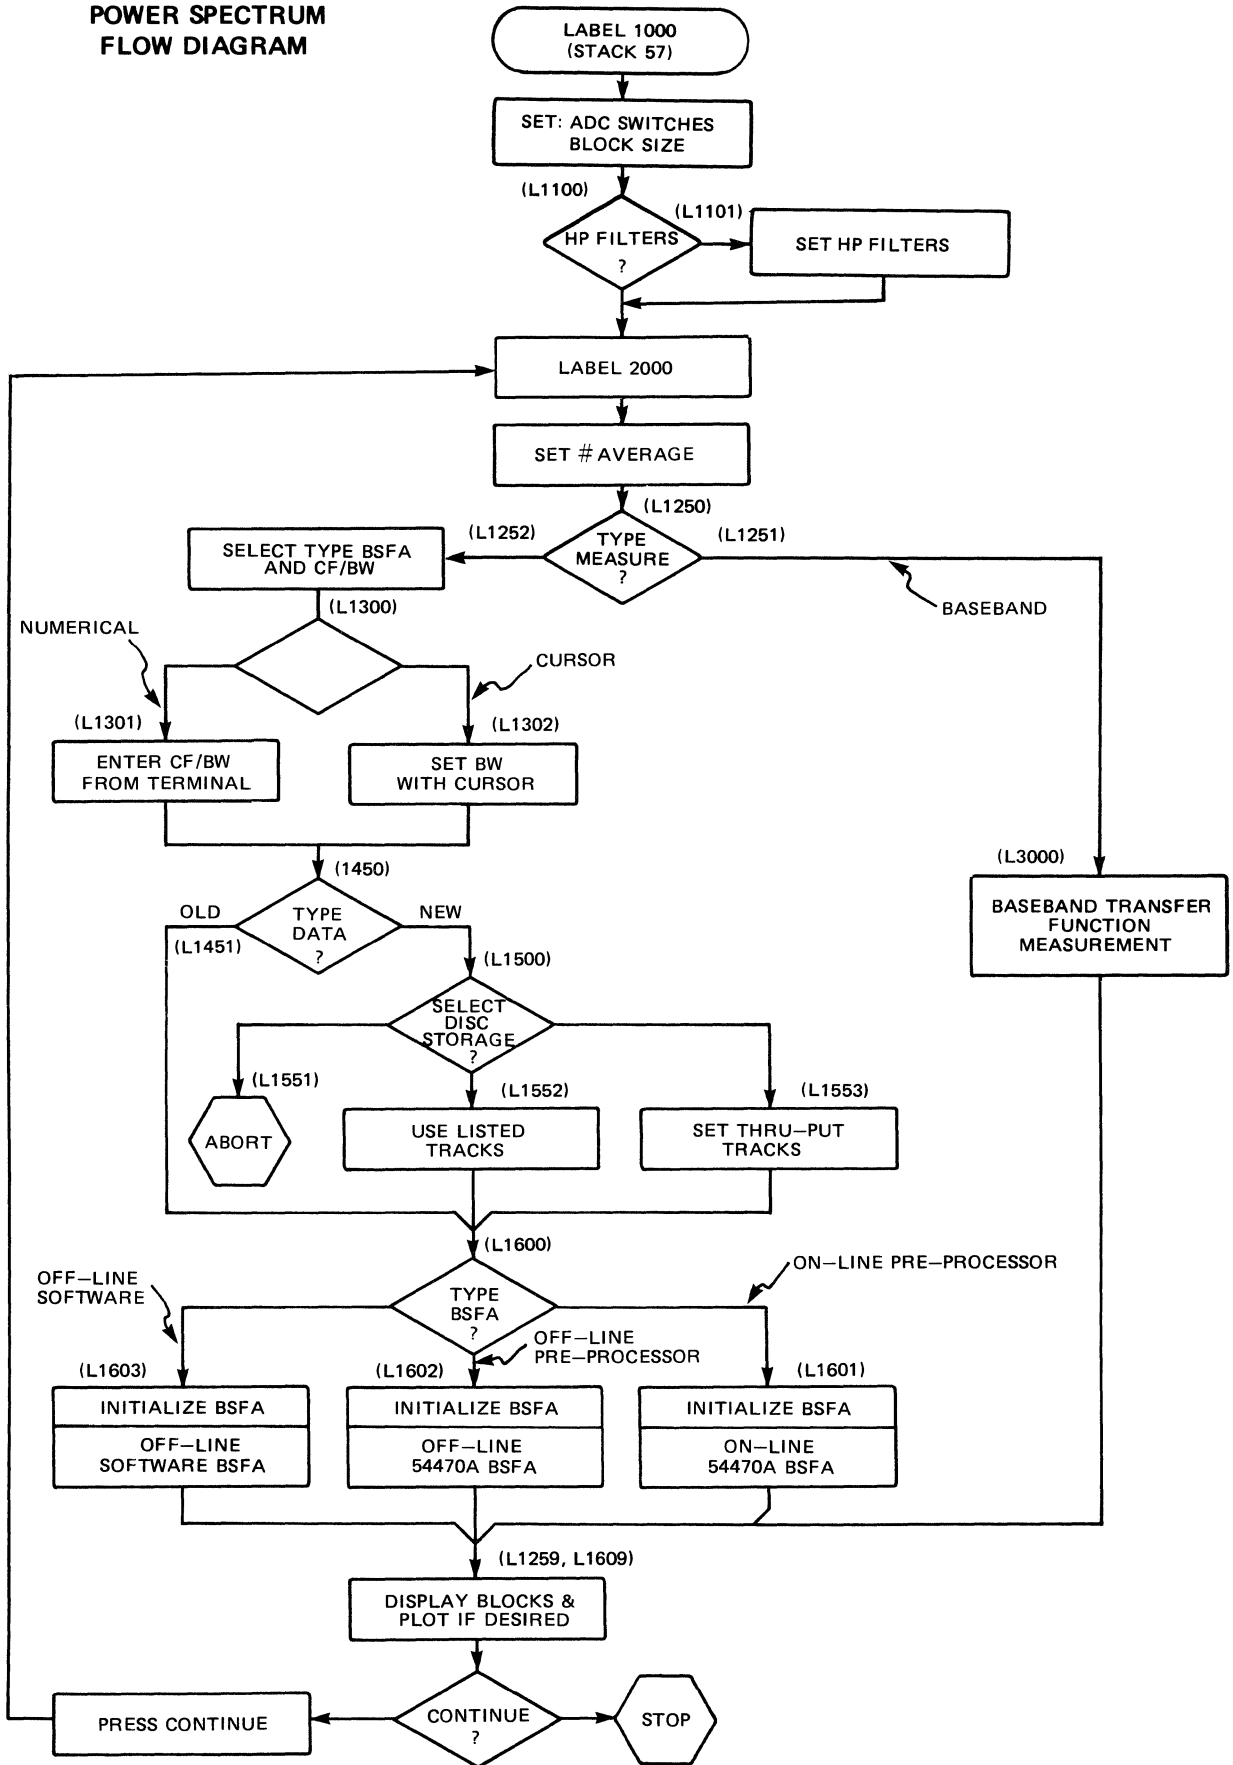 POWER SPECTRUM
FLOW DIAGRAM
LABEL 1000
(STACK 57)
SET: ADC SWITCHES
BLOCK SIZE
(L1100)
HP FILTERS
?
(L1101)
SET HP FILTERS
LABEL 2000
SET # AVERAGE
(L1250)
TYPE
MEASURE
?
(L1252)
(L1251)
SELECT TYPE BSFA
AND CF/BW
BASEBAND
(L1300)
NUMERICAL
CURSOR
(L1301)
(L1302)
ENTER CF/BW
FROM TERMINAL
SET BW
WITH CURSOR
(1450)
TYPE
DATA
?
OLD
(L1451)
NEW
(L3000)
BASEBAND TRANSFER
FUNCTION
MEASUREMENT
(L1500)
SELECT
DISC
STORAGE
?
(L1551)
ABORT
(L1552)
USE LISTED
TRACKS
(L1553)
SET THRU–PUT
TRACKS
(L1600)
TYPE
BSFA
?
OFF–LINE
SOFTWARE
OFF–LINE
PRE–PROCESSOR
ON–LINE PRE–PROCESSOR
(L1603)
INITIALIZE BSFA
OFF–LINE
SOFTWARE BSFA
(L1602)
INITIALIZE BSFA
OFF–LINE
54470A BSFA
(L1601)
INITIALIZE BSFA
ON–LINE
54470A BSFA
(L1259, L1609)
DISPLAY BLOCKS &
PLOT IF DESIRED
CONTINUE
?
PRESS CONTINUE
STOP